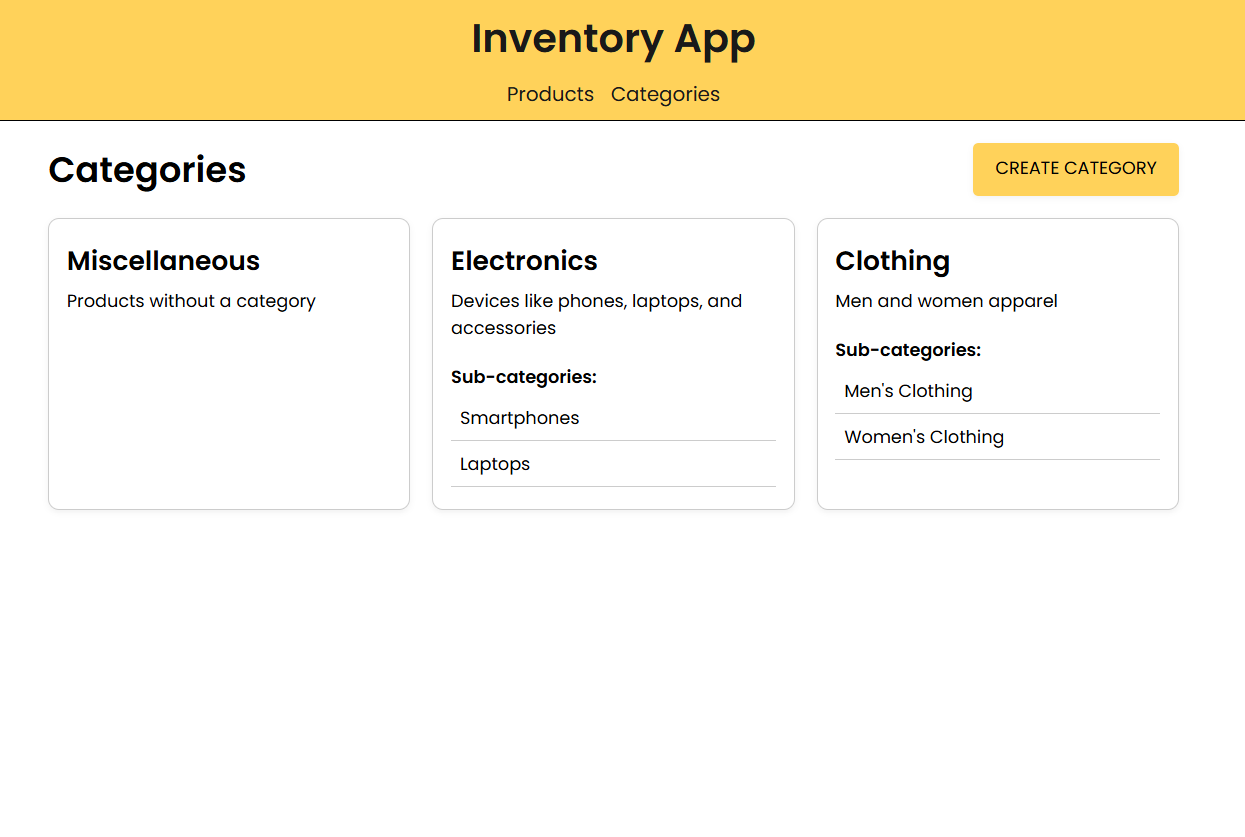 Inventory App
Products Categories
Categories
CREATE CATEGORY
Miscellaneous
Products without a category
Electronics
Devices like phones, laptops, and
accessories
Sub-categories:
Smartphones
Laptops
Clothing
Men and women apparel
Sub-categories:
Men's Clothing
Women's Clothing